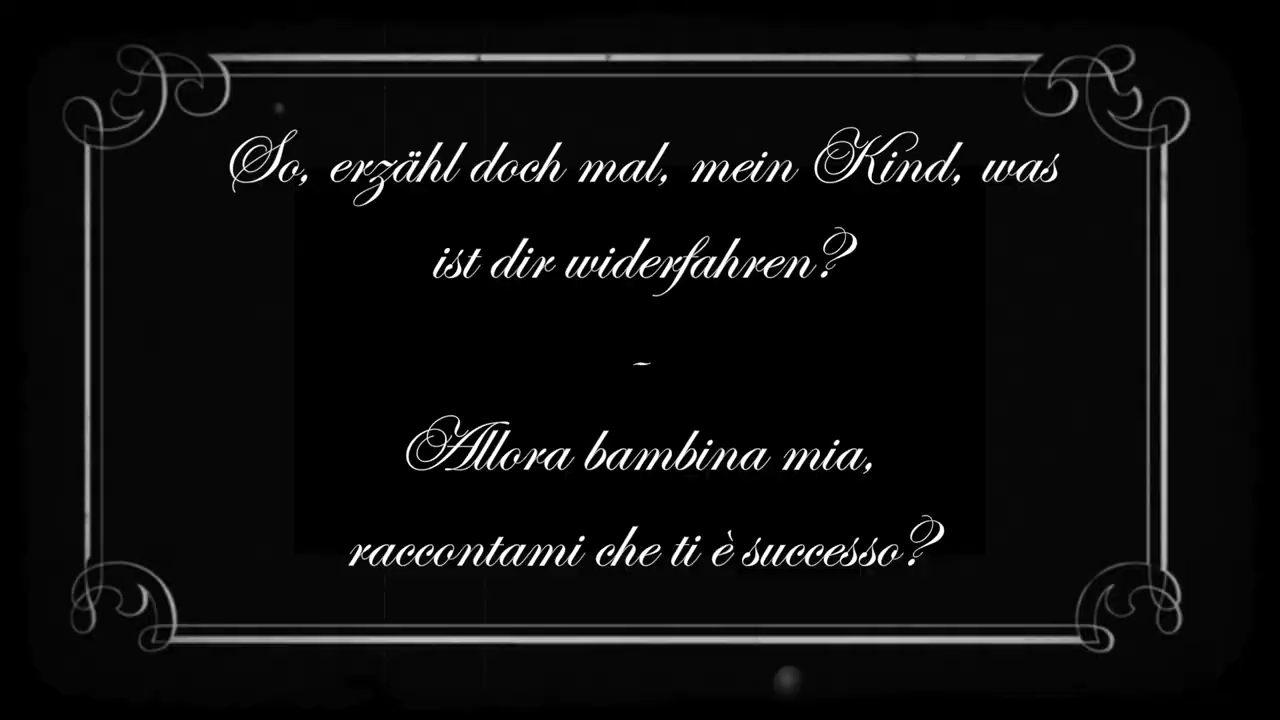 So, erzähl doch mal, mein Kind, was
ist dir widerfahren?
-
Allora bambina mia,
raccontami che ti è successo?